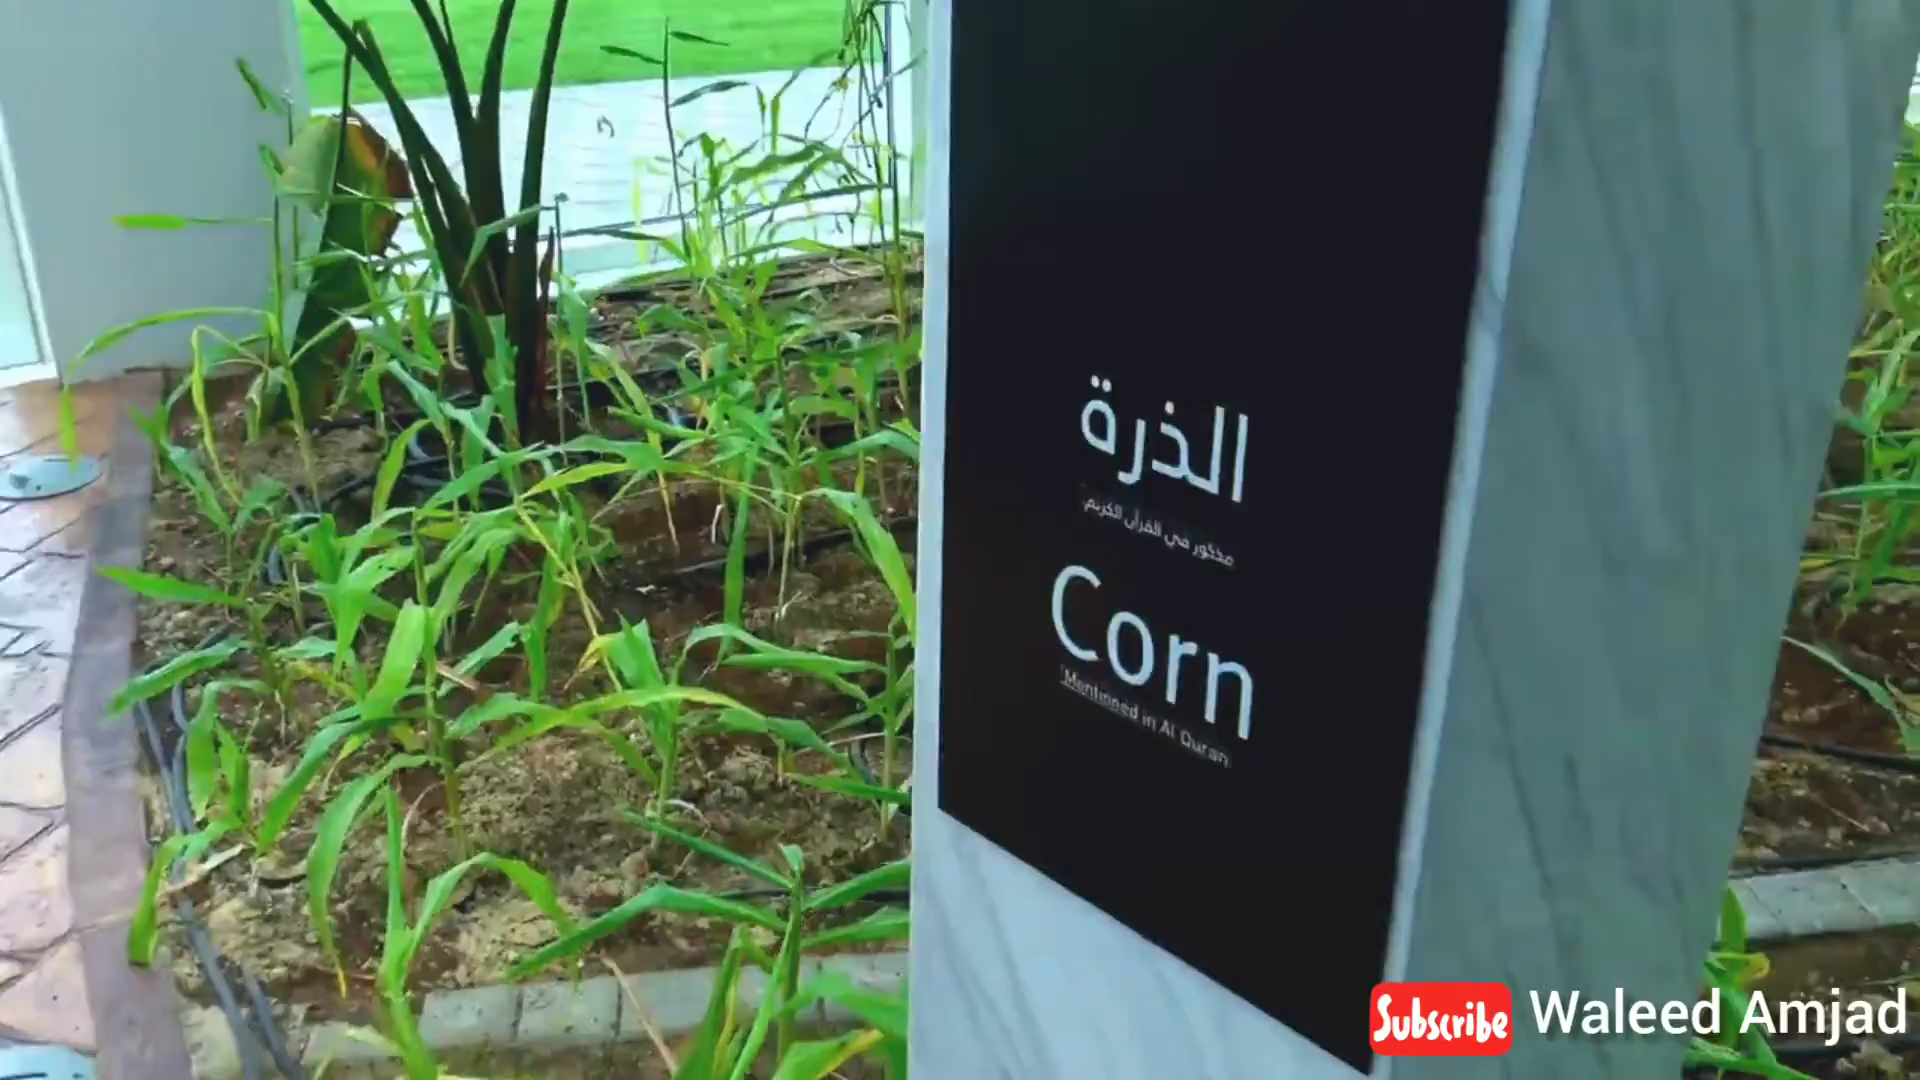 الذرة
مذكور في القرآن الكريم
Corn
"Mentioned in Al Quran
Subscribe Waleed Amjad